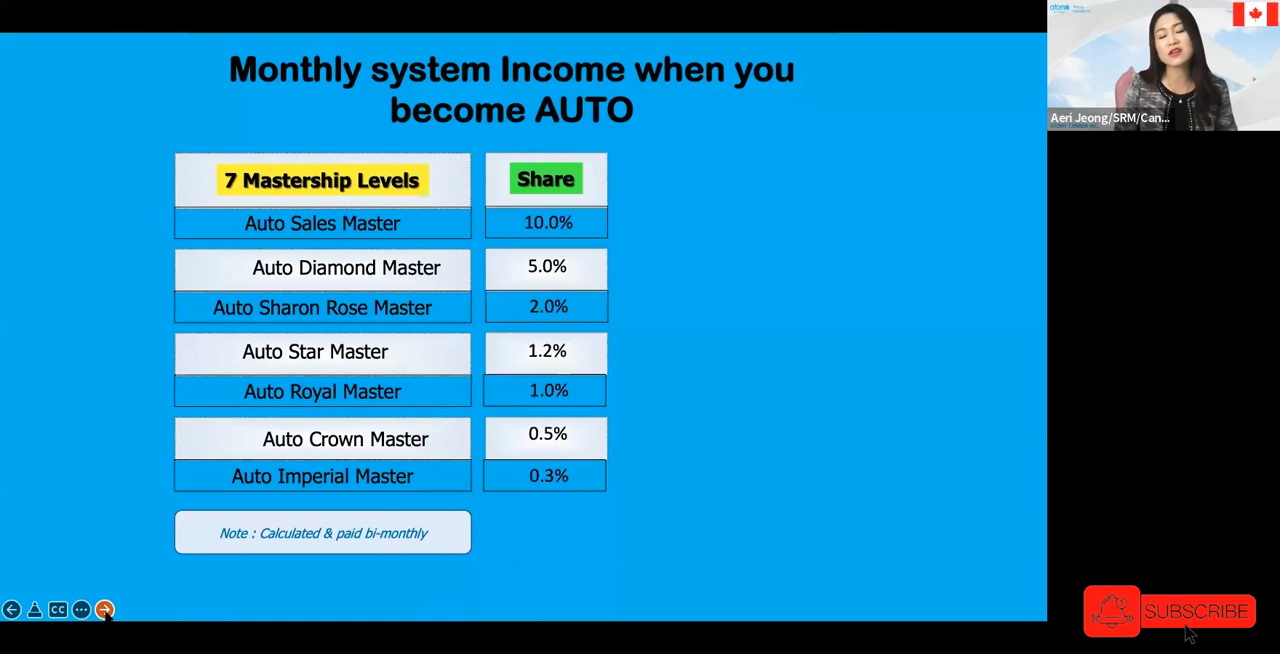 Monthly system Income when you
become AUTO
7 Mastership Levels Share
Auto Sales Master 10.0%
Auto Diamond Master 5.0%
Auto Sharon Rose Master 2.0%
Auto Star Master 1.2%
Auto Royal Master 1.0%
Auto Crown Master 0.5%
Auto Imperial Master 0.3%
Note : Calculated & paid bi-monthly
CC
Aeri Jeong/SRM/Can...
SUBSCRIBE